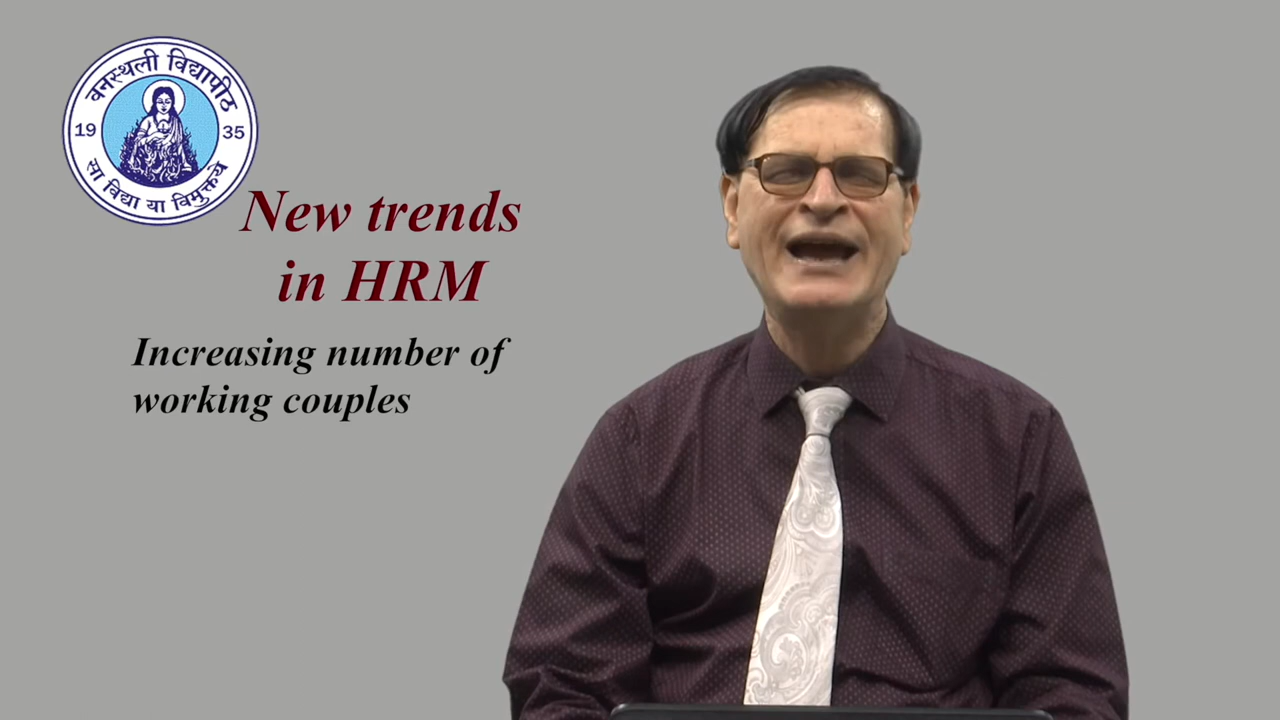 वनस्थली विद्यापीठ
19 35
सा विद्या या विमुक्तये
New trends
in HRM
Increasing number of
working couples